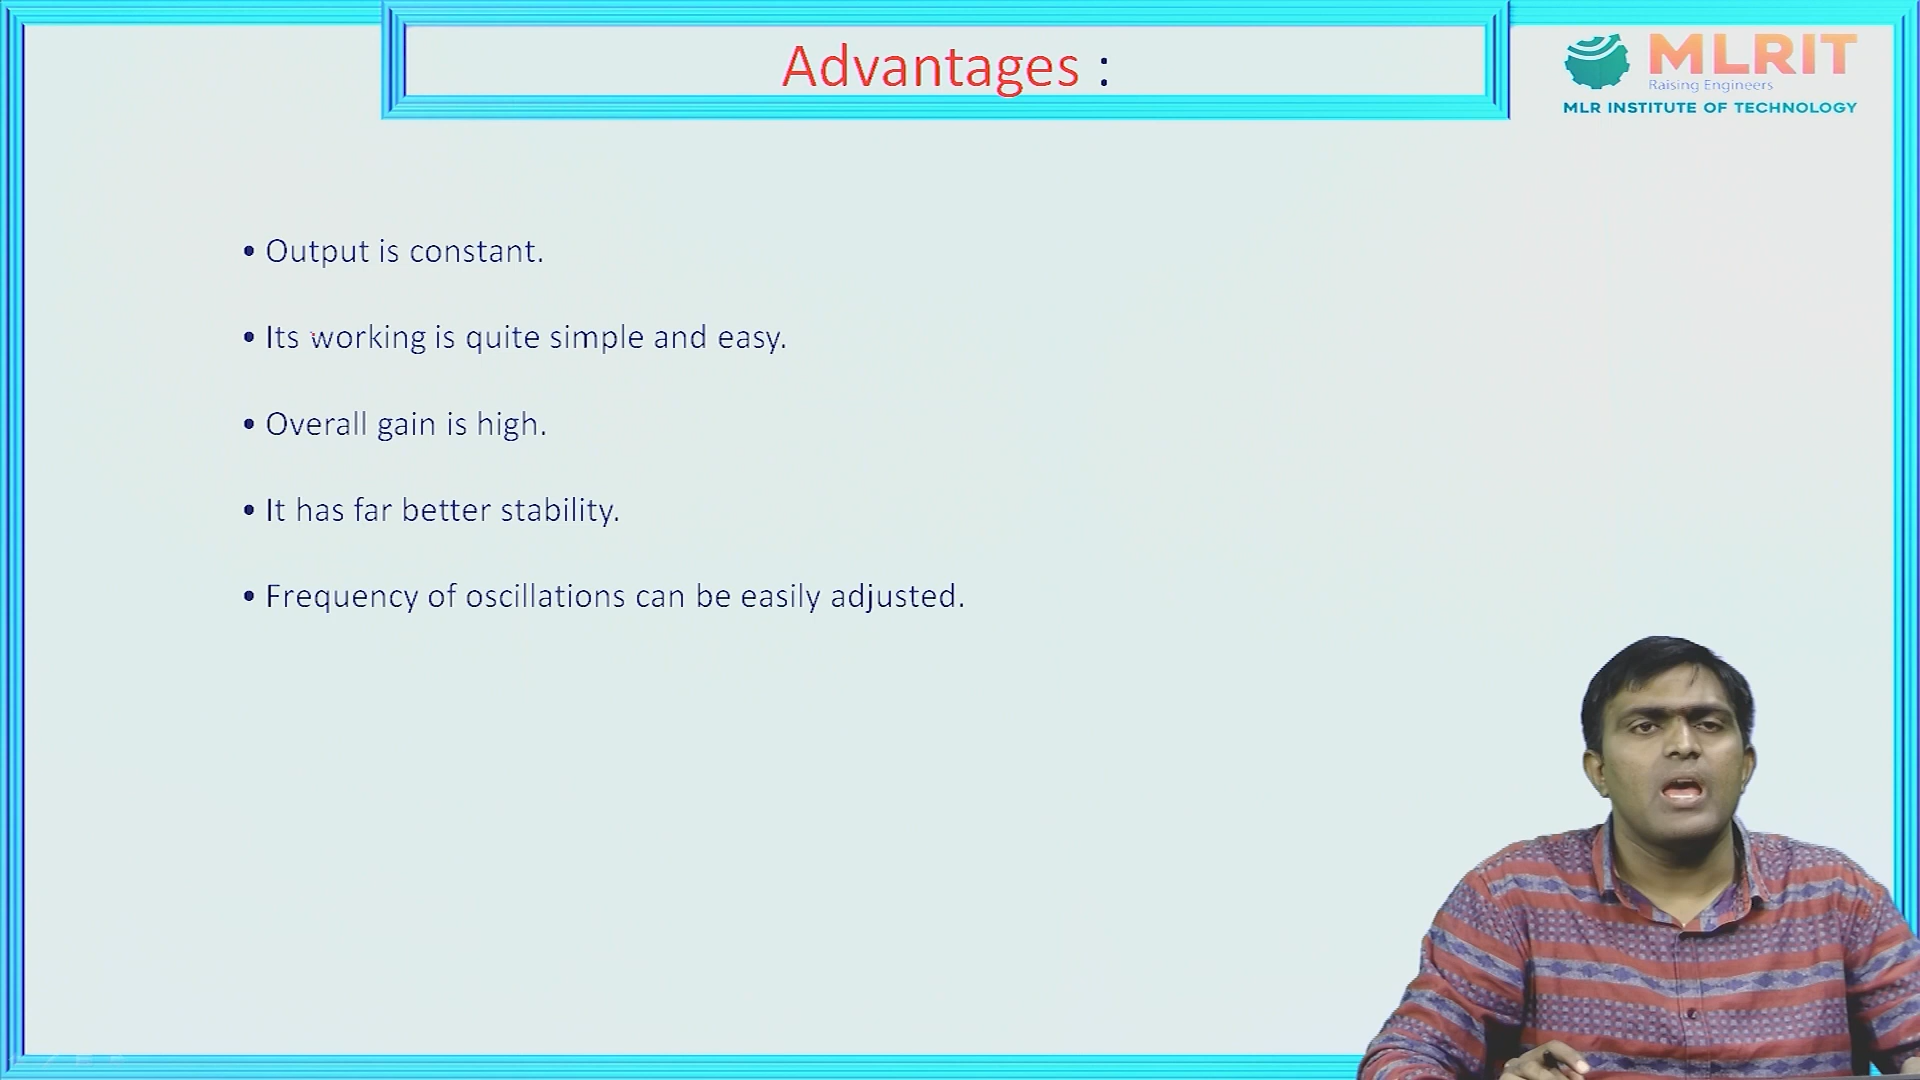 Advantages :
MLRIT
Raising Engineers
MLR INSTITUTE OF TECHNOLOGY
• Output is constant.
• Its working is quite simple and easy.
• Overall gain is high.
• It has far better stability.
• Frequency of oscillations can be easily adjusted.